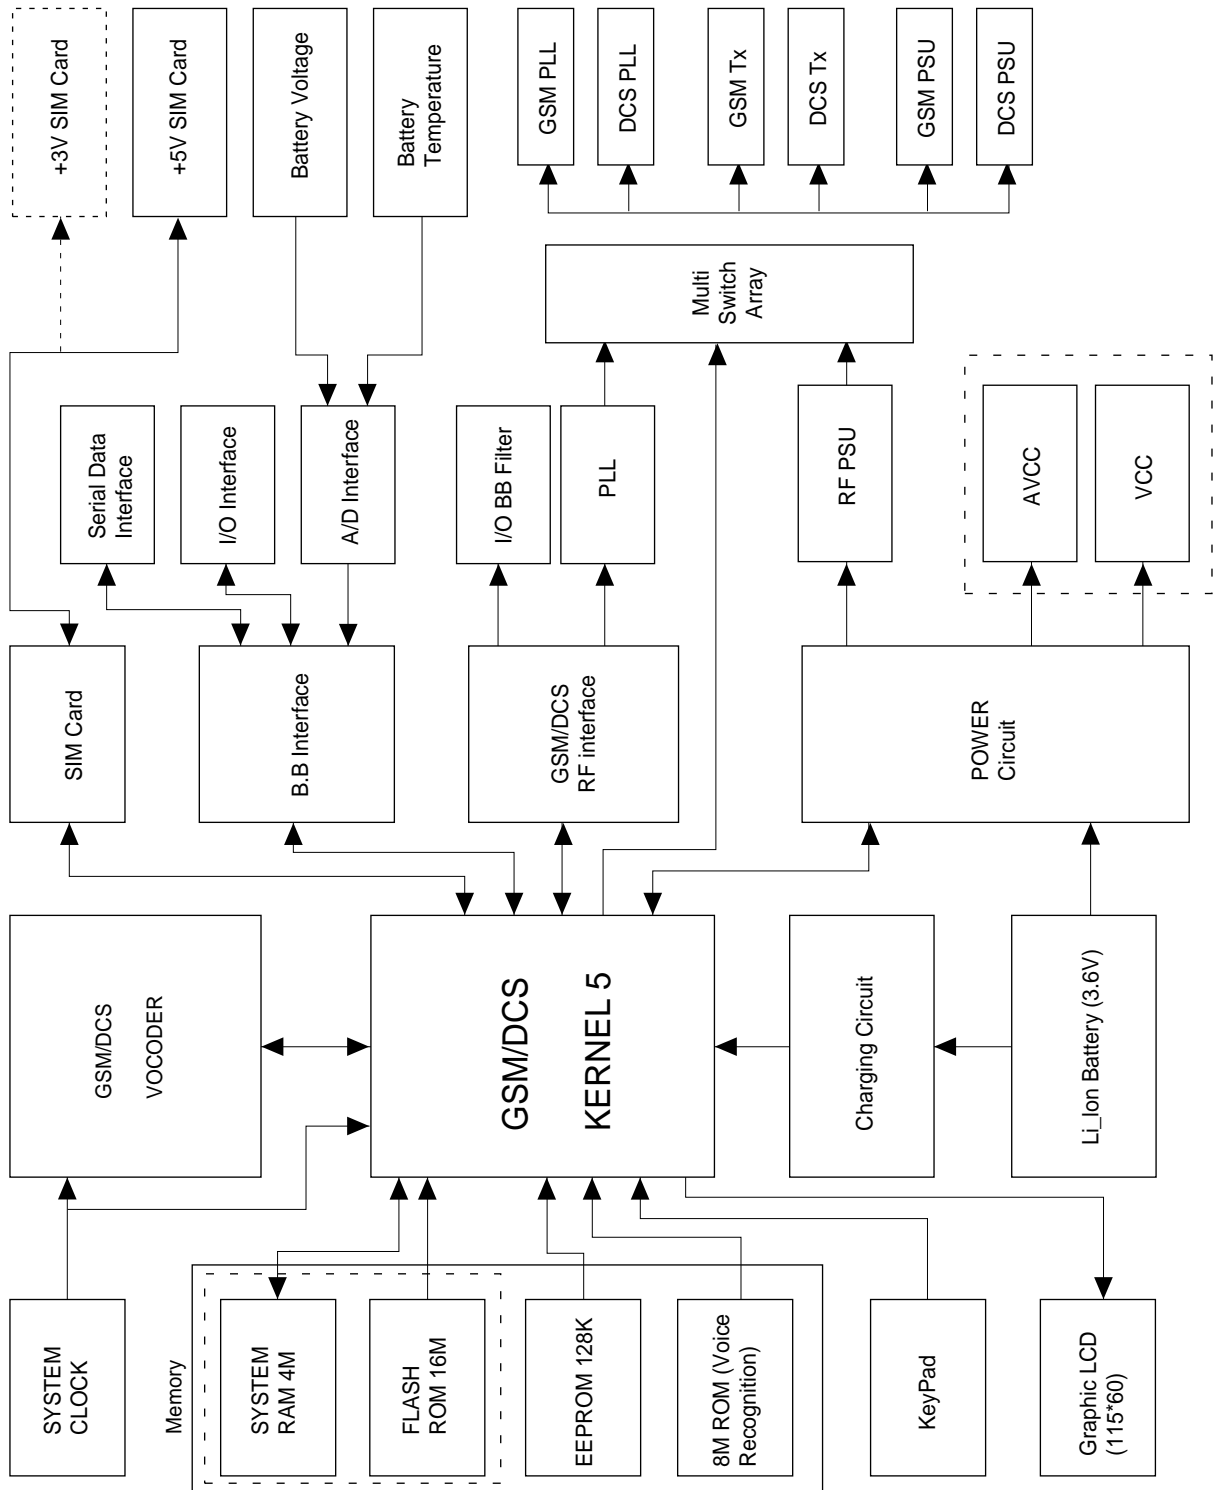 SYSTEM
CLOCK
Memory
SYSTEM
RAM 4M
FLASH
ROM 16M
EEPROM 128K
8M ROM (Voice
Recognition)
KeyPad
Graphic LCD
(115*60)
GSM/DCS
VOCODER
GSM/DCS
KERNEL 5
Charging Circuit
Li_Ion Battery (3.6V)
SIM Card
B.B Interface
GSM/DCS
RF interface
POWER
Circuit
Serial Data
Interface
I/O Interface
A/D Interface
I/O BB Filter
PLL
RF PSU
AVCC
VCC
Multi
Switch
Array
+3V SIM Card
+5V SIM Card
Battery Voltage
Battery
Temperature
GSM PLL
DCS PLL
GSM Tx
DCS Tx
GSM PSU
DCS PSU